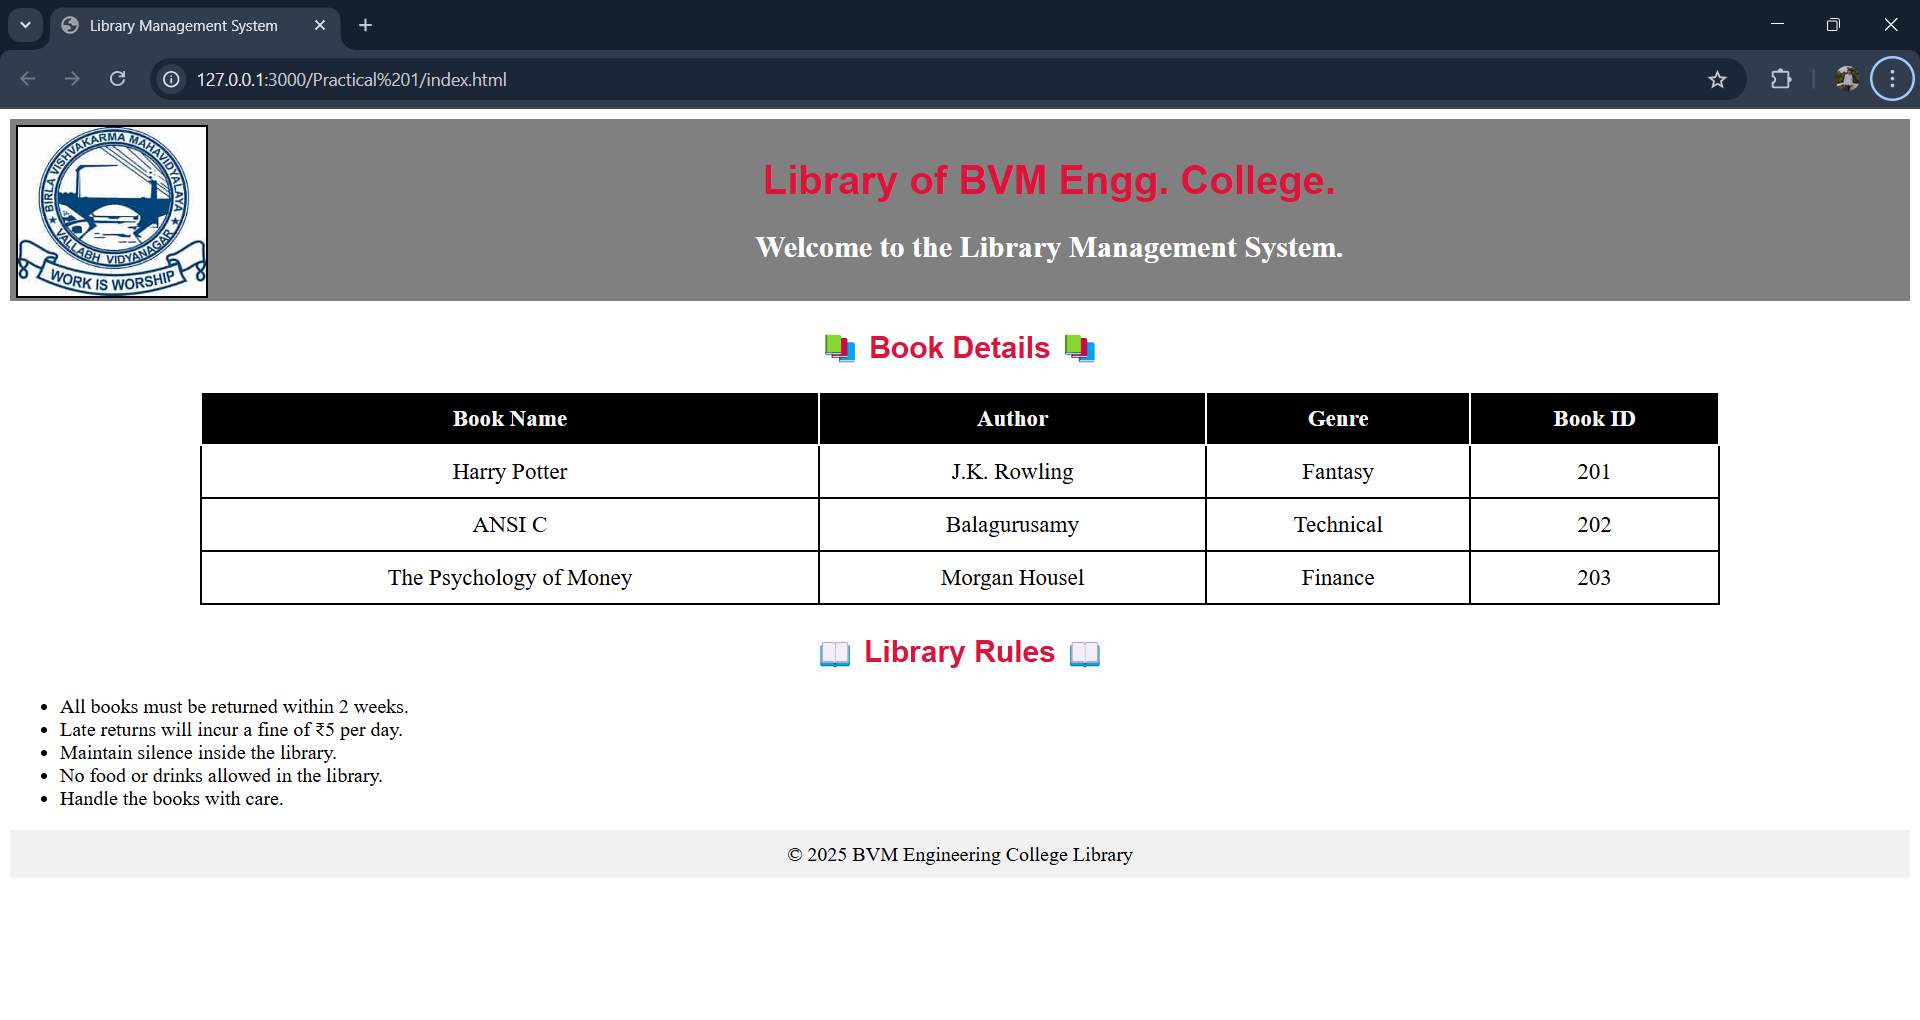 Library Management System
127.0.0.1:3000/Practical%201/index.html
BIRLA VISHVAKARMA MAHAVIDYALAYA
VALLABH VIDYANAGAR
WORK IS WORSHIP
Library of BVM Engg. College.
Welcome to the Library Management System.
📚 Book Details 📚
Book Name Author Genre Book ID
Harry Potter J.K. Rowling Fantasy 201
ANSI C Balagurusamy Technical 202
The Psychology of Money Morgan Housel Finance 203
📖 Library Rules 📖
• All books must be returned within 2 weeks.
• Late returns will incur a fine of ₹5 per day.
• Maintain silence inside the library.
• No food or drinks allowed in the library.
• Handle the books with care.
© 2025 BVM Engineering College Library